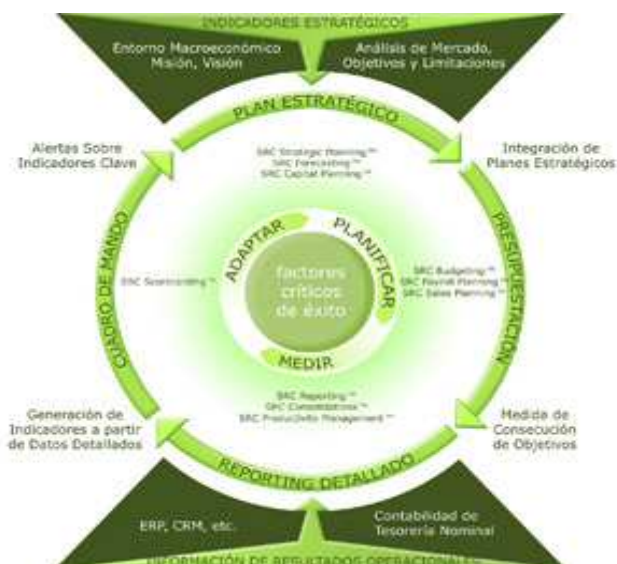 INDICADORES ESTRATÉGICOS
Entorno Macroeconómico
Misión, Visión
Análisis de Mercado,
Objetivos y Limitaciones
PLAN ESTRATÉGICO
Alertas Sobre
Indicadores Clave
SRC Strategic Planning™
SRC Forecasting™
SRC Capital Planning™
Integración de
Planes Estratégicos
ADAPTAR
PLANIFICAR
CUADRO DE MANDO
PRESUPUESTACIÓN
factores
críticos
de éxito
SRC Scorecarding™
SRC Budgeting™
SRC Payroll Planning™
SRC Sales Planning™
MEDIR
SRC Reporting™
SRC Consolidations™
SRC Productivity Management™
Generación de
Indicadores a partir
de Datos Detallados
Medida de
Consecución
de Objetivos
REPORTING DETALLADO
ERP, CRM, etc.
Contabilidad de
Tesorería Nominal
INFORMACIÓN DE RESULTADOS OPERACIONALES